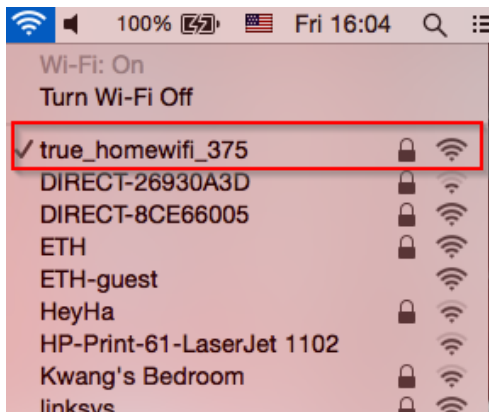 100% Fri 16:04
Wi-Fi: On
Turn Wi-Fi Off
✓ true_homewifi_375
DIRECT-26930A3D
DIRECT-8CE66005
ETH
ETH-guest
HeyHa
HP-Print-61-LaserJet 1102
Kwang's Bedroom
linksys